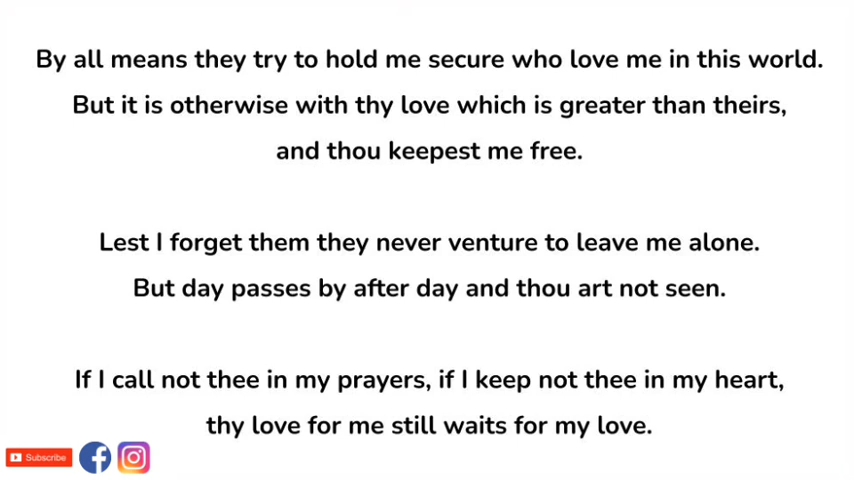 By all means they try to hold me secure who love me in this world.
But it is otherwise with thy love which is greater than theirs,
and thou keepest me free.
Lest I forget them they never venture to leave me alone.
But day passes by after day and thou art not seen.
If I call not thee in my prayers, if I keep not thee in my heart,
thy love for me still waits for my love.
Subscribe